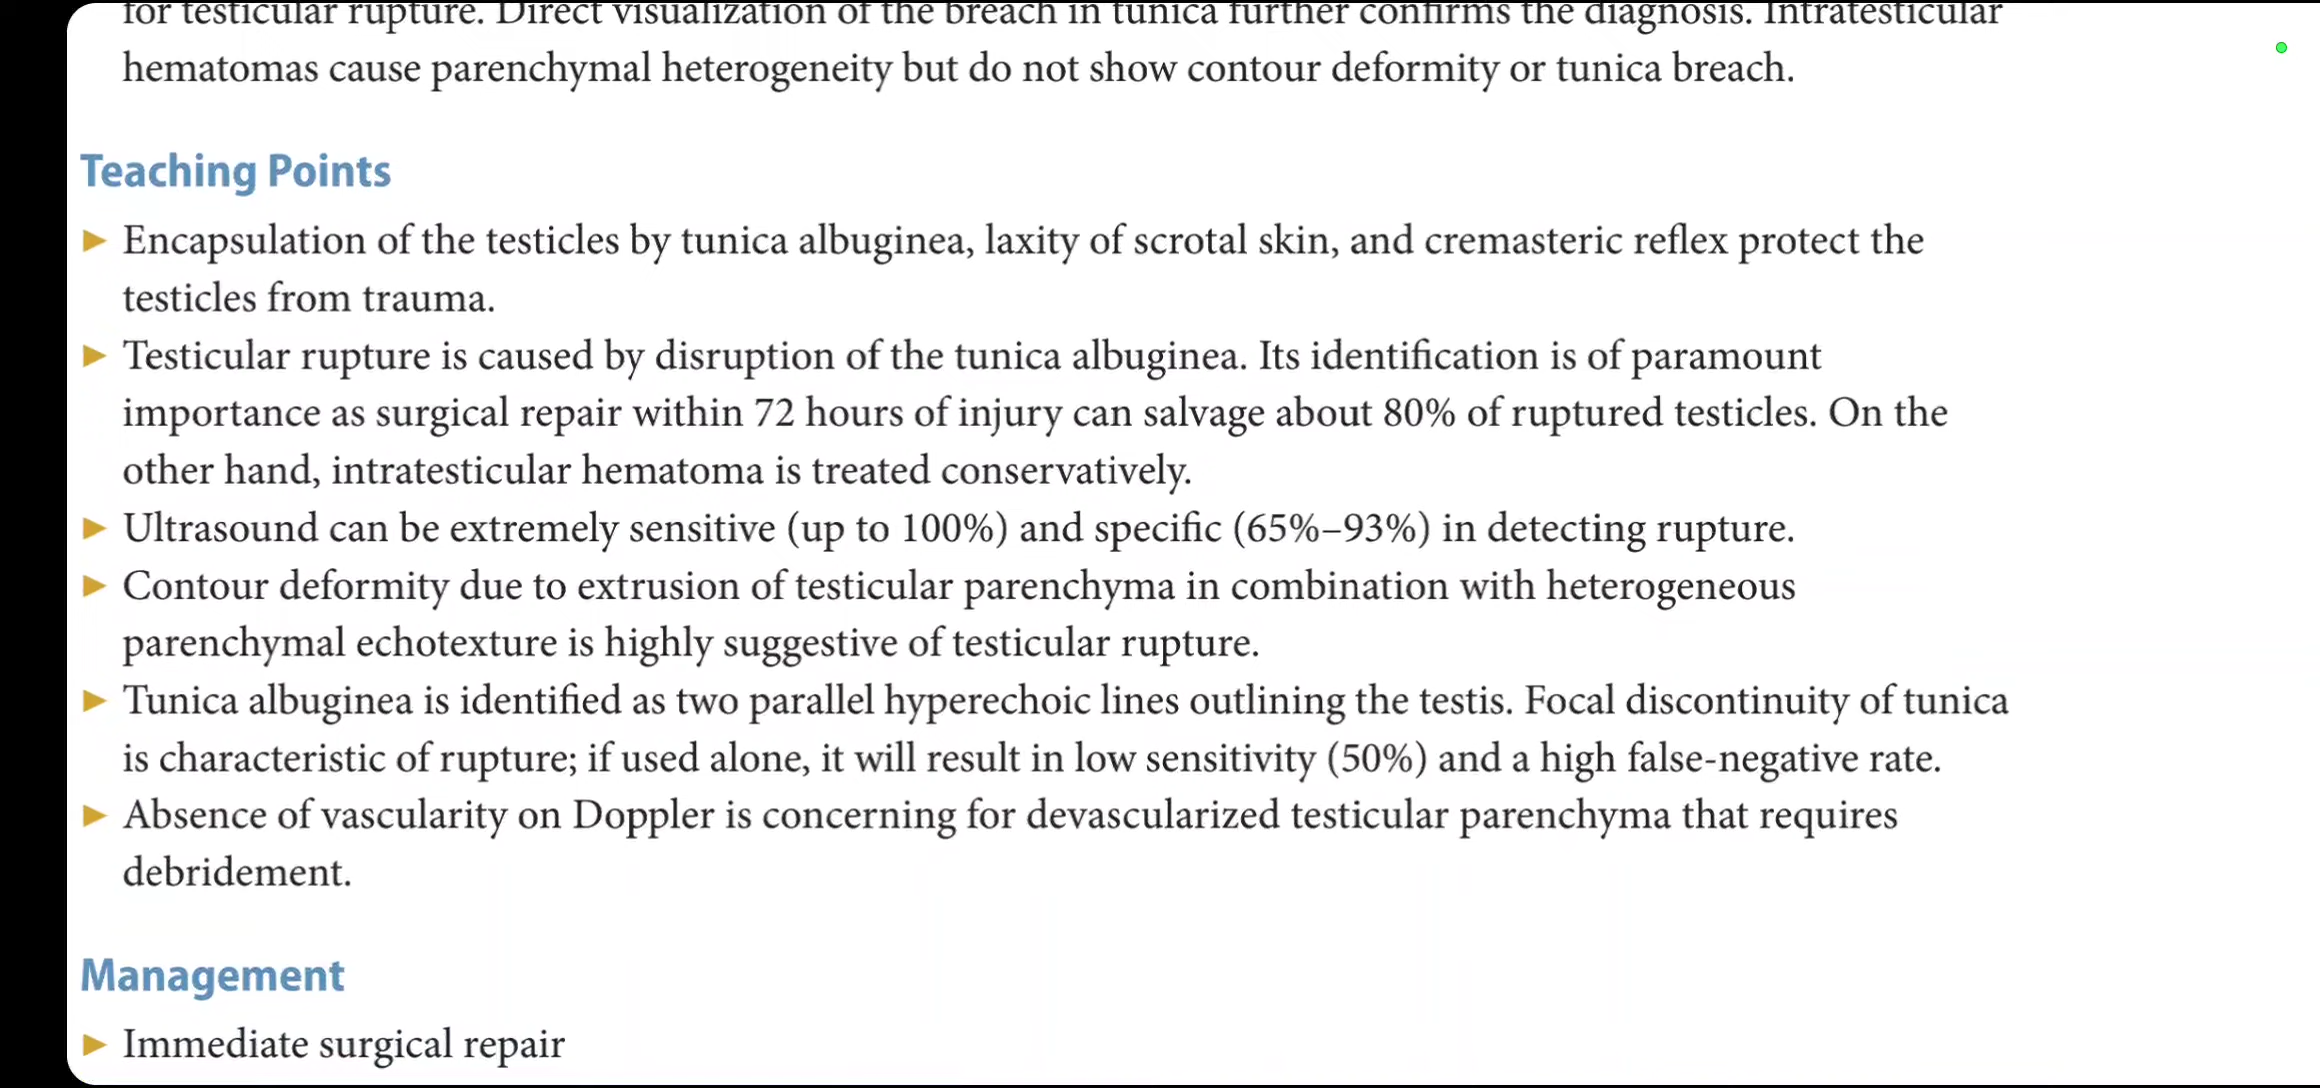 for testicular rupture. Direct visualization of the breach in tunica further confirms the diagnosis. Intratesticular
hematomas cause parenchymal heterogeneity but do not show contour deformity or tunica breach.
Teaching Points
► Encapsulation of the testicles by tunica albuginea, laxity of scrotal skin, and cremasteric reflex protect the
testicles from trauma.
► Testicular rupture is caused by disruption of the tunica albuginea. Its identification is of paramount
importance as surgical repair within 72 hours of injury can salvage about 80% of ruptured testicles. On the
other hand, intratesticular hematoma is treated conservatively.
► Ultrasound can be extremely sensitive (up to 100%) and specific (65%–93%) in detecting rupture.
► Contour deformity due to extrusion of testicular parenchyma in combination with heterogeneous
parenchymal echotexture is highly suggestive of testicular rupture.
► Tunica albuginea is identified as two parallel hyperechoic lines outlining the testis. Focal discontinuity of tunica
is characteristic of rupture; if used alone, it will result in low sensitivity (50%) and a high false-negative rate.
► Absence of vascularity on Doppler is concerning for devascularized testicular parenchyma that requires
debridement.
Management
► Immediate surgical repair